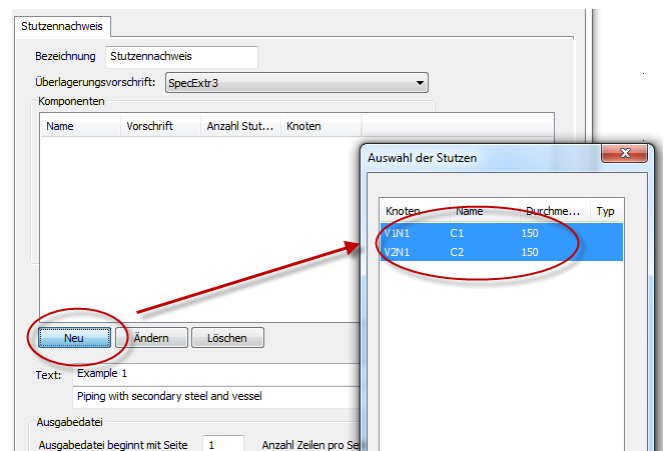 Stutzennachweis
Bezeichnung Stutzennachweis
Überlagerungsvorschrift: SpecExtr3
Komponenten
Name Vorschrift Anzahl Stut... Knoten
Neu Ändern Löschen
Text: Example 1
Piping with secondary steel and vessel
Ausgabedatei
Ausgabedatei beginnt mit Seite 1 Anzahl Zeilen pro Se
Auswahl der Stutzen
Knoten Name Durchme... Typ
V1N1 C1 150
V2N1 C2 150